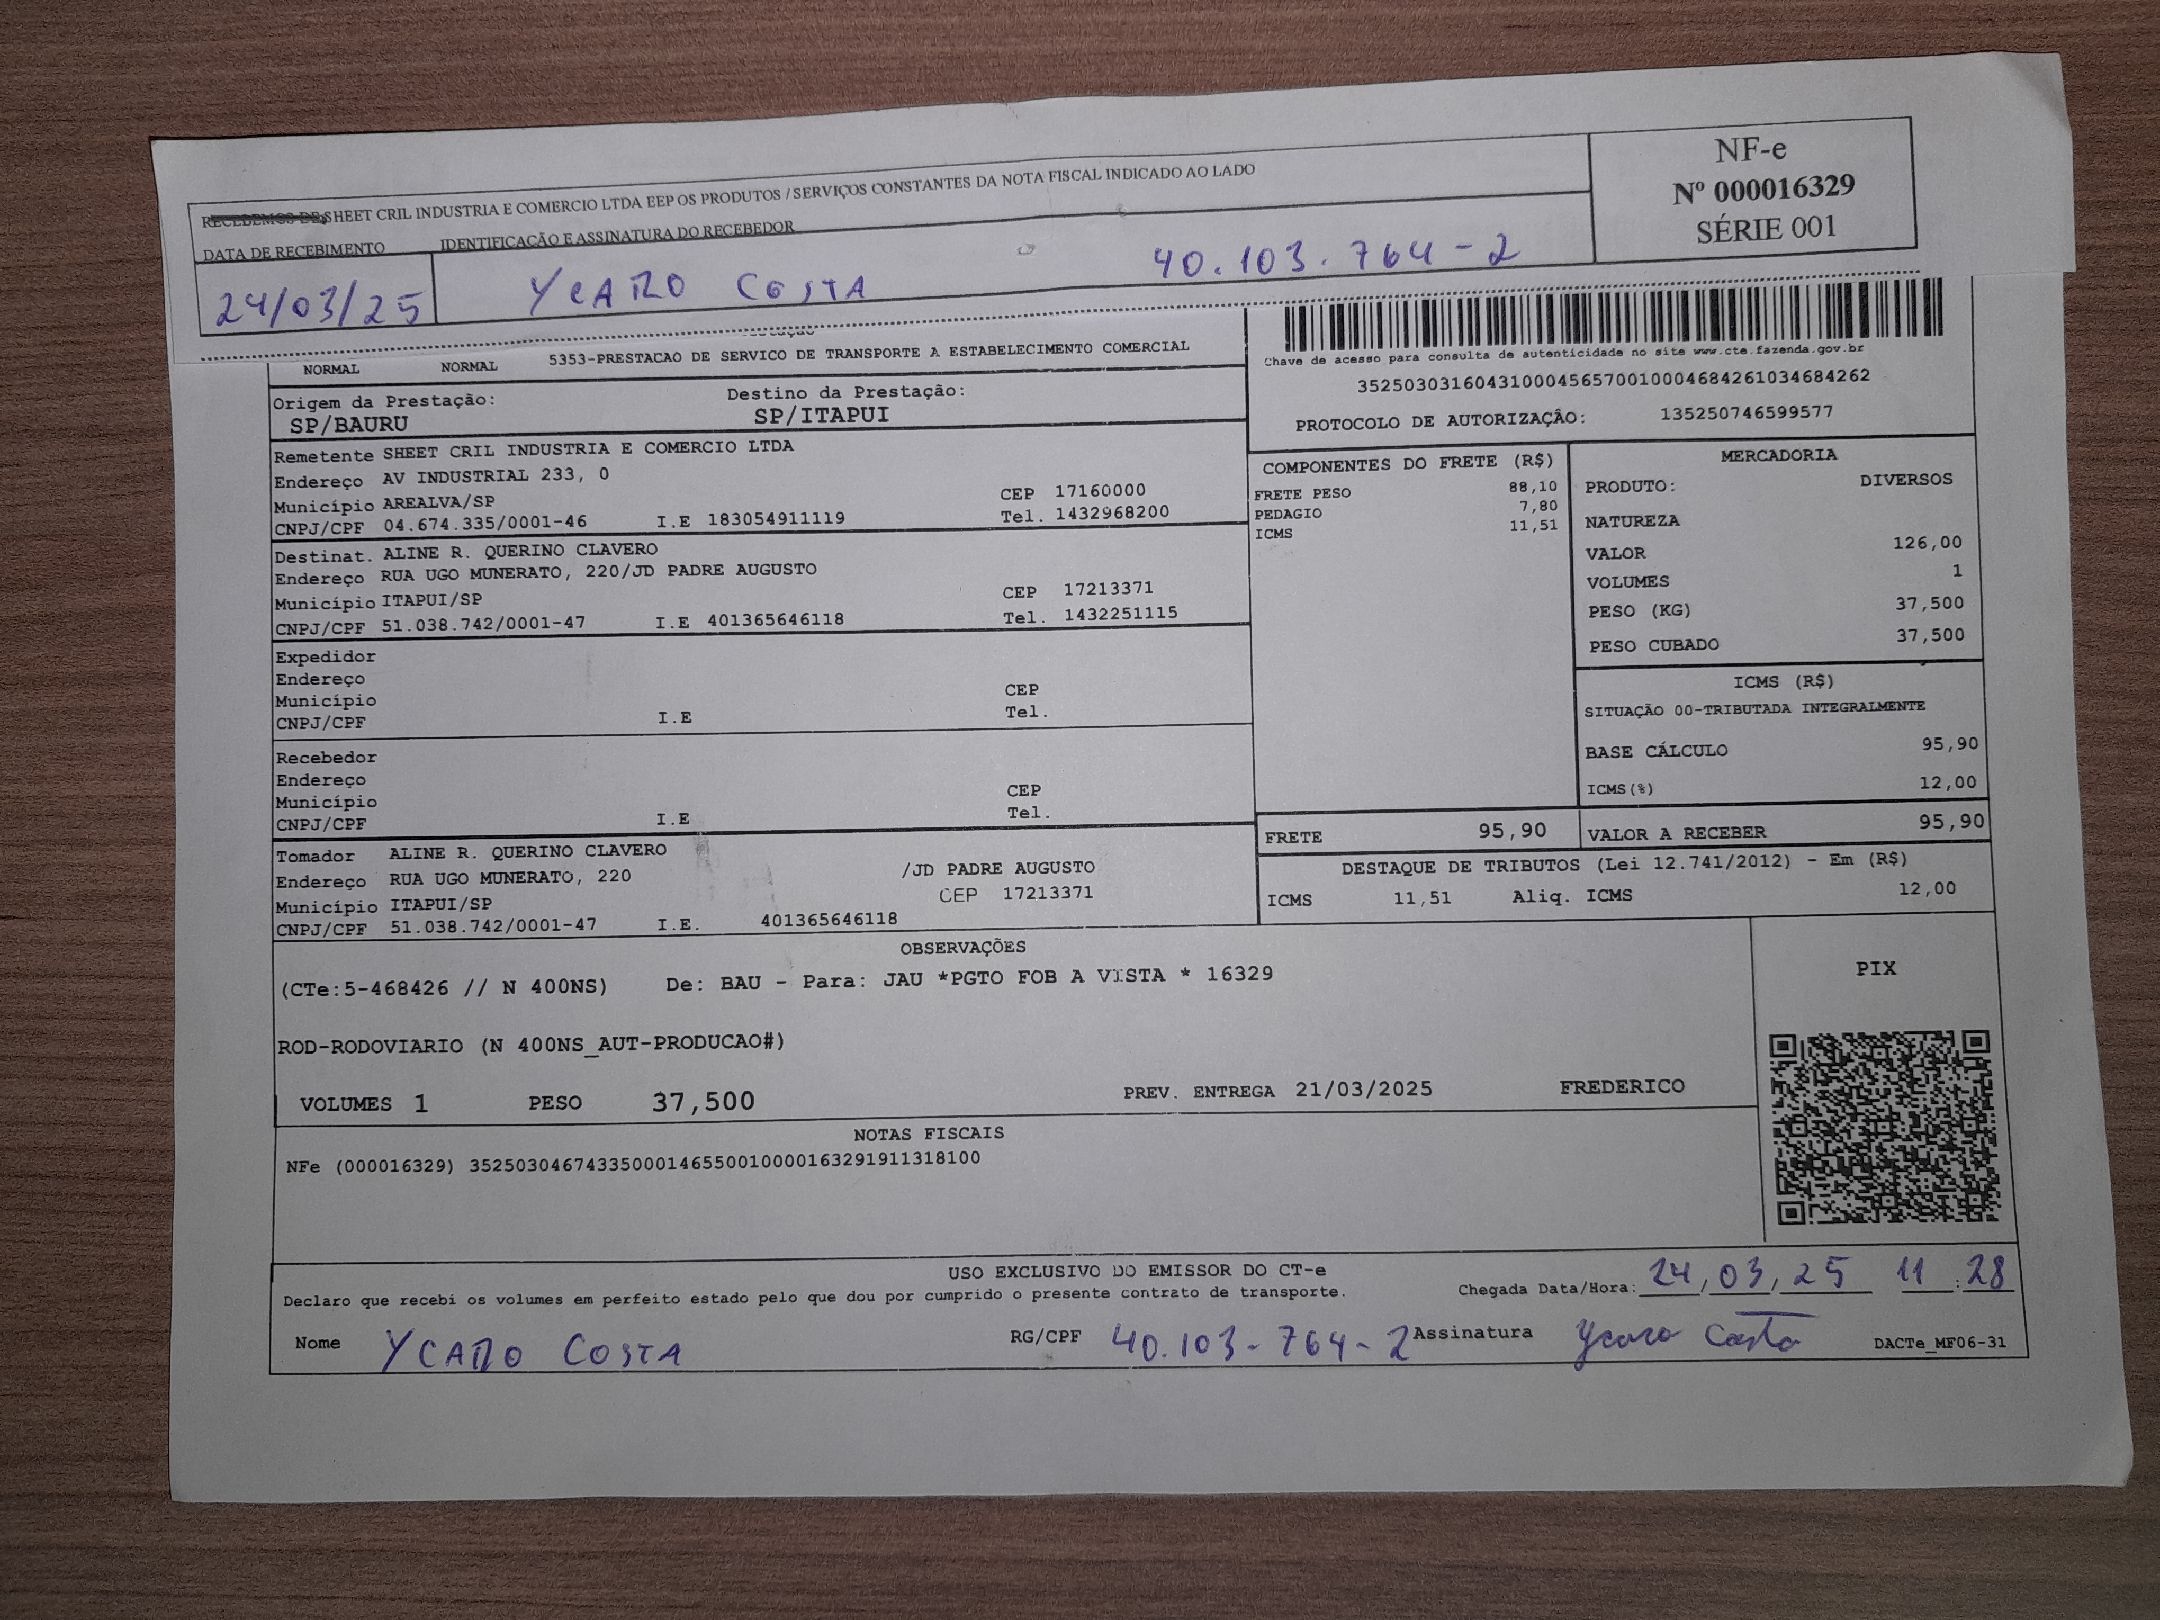 RECEBEMOS DE SHEET CRIL INDUSTRIA E COMERCIO LTDA EEP OS PRODUTOS / SERVIÇOS CONSTANTES DA NOTA FISCAL INDICADO AO LADO
NF-e
Nº 000016329
SÉRIE 001
DATA DE RECEBIMENTO IDENTIFICAÇÃO E ASSINATURA DO RECEBEDOR
24/03/25 YCARO COSTA 40.103.764-2
NORMAL NORMAL 5353-PRESTACAO DE SERVICO DE TRANSPORTE A ESTABELECIMENTO COMERCIAL
Chave de acesso para consulta de autenticidade no site www.cte.fazenda.gov.br
35250303160431000456570010004684261034684262
PROTOCOLO DE AUTORIZAÇÃO: 135250746599577
Origem da Prestação: Destino da Prestação:
SP/BAURU SP/ITAPUI
Remetente SHEET CRIL INDUSTRIA E COMERCIO LTDA
Endereço AV INDUSTRIAL 233, 0
Município AREALVA/SP CEP 17160000
CNPJ/CPF 04.674.335/0001-46 I.E 183054911119 Tel. 1432968200
Destinat. ALINE R. QUERINO CLAVERO
Endereço RUA UGO MUNERATO, 220/JD PADRE AUGUSTO
Município ITAPUI/SP CEP 17213371
CNPJ/CPF 51.038.742/0001-47 I.E 401365646118 Tel. 1432251115
Expedidor
Endereço
Município CEP
CNPJ/CPF I.E Tel.
Recebedor
Endereço
Município CEP
CNPJ/CPF I.E Tel.
Tomador ALINE R. QUERINO CLAVERO
Endereço RUA UGO MUNERATO, 220 /JD PADRE AUGUSTO
Município ITAPUI/SP CEP 17213371
CNPJ/CPF 51.038.742/0001-47 I.E. 401365646118
COMPONENTES DO FRETE (R$)
FRETE PESO 88,10
PEDAGIO 7,80
ICMS 11,51
MERCADORIA
PRODUTO: DIVERSOS
NATUREZA
VALOR 126,00
VOLUMES 1
PESO (KG) 37,500
PESO CUBADO 37,500
ICMS (R$)
SITUAÇÃO 00-TRIBUTADA INTEGRALMENTE
BASE CÁLCULO 95,90
ICMS(%) 12,00
FRETE 95,90 VALOR A RECEBER 95,90
DESTAQUE DE TRIBUTOS (Lei 12.741/2012) - Em (R$)
ICMS 11,51 Aliq. ICMS 12,00
OBSERVAÇÕES
(CTe:5-468426 // N 400NS) De: BAU - Para: JAU *PGTO FOB A VISTA * 16329
ROD-RODOVIARIO (N 400NS_AUT-PRODUCAO#)
VOLUMES 1 PESO 37,500 PREV. ENTREGA 21/03/2025 FREDERICO
PIX
NOTAS FISCAIS
NFe (000016329) 35250304674335000146550010000163291911318100
USO EXCLUSIVO DO EMISSOR DO CT-e
Declaro que recebi os volumes em perfeito estado pelo que dou por cumprido o presente contrato de transporte.
Chegada Data/Hora: 24/03/25 11:28
Nome YCARO COSTA RG/CPF 40.103-764-2 Assinatura Ycaro Costa DACTe_MF06-31